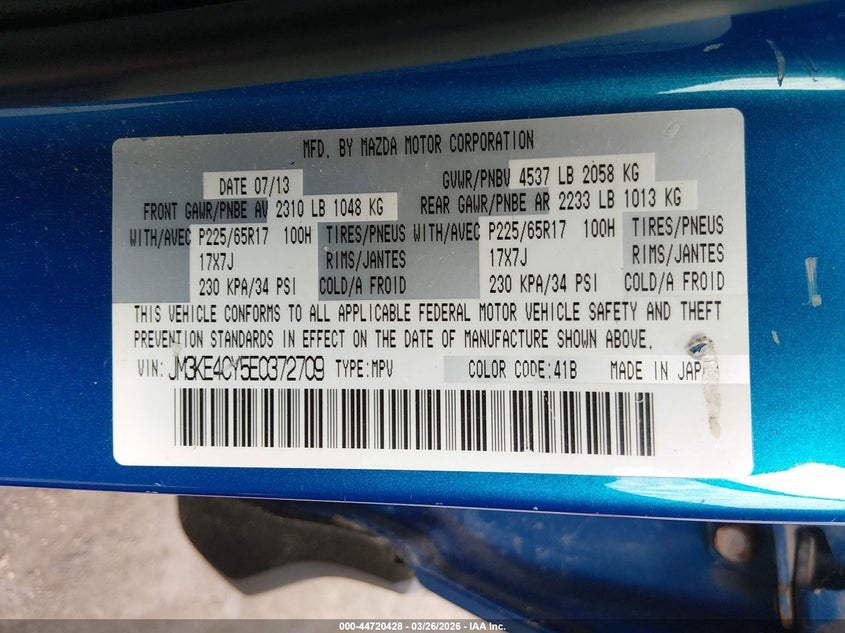 MFD. BY MAZDA MOTOR CORPORATION
DATE 07/13 GVWR/PNBV 4537 LB 2058 KG
FRONT GAWR/PNBE AV 2310 LB 1048 KG REAR GAWR/PNBE AR 2233 LB 1013 KG
WITH/AVEC P225/65R17 100H TIRES/PNEUS WITH/AVEC P225/65R17 100H TIRES/PNEUS
17X7J RIMS/JANTES 17X7J RIMS/JANTES
230 KPA/34 PSI COLD/A FROID 230 KPA/34 PSI COLD/A FROID
THIS VEHICLE CONFORMS TO ALL APPLICABLE FEDERAL MOTOR VEHICLE SAFETY AND THEFT
PREVENTION STANDARDS IN EFFECT ON THE DATE OF MANUFACTURE SHOWN ABOVE.
VIN: JM3KE4CY5E0372709 TYPE:MPV COLOR CODE:41B MADE IN
000-44720428 - 03/26/2026 - IAA Inc.